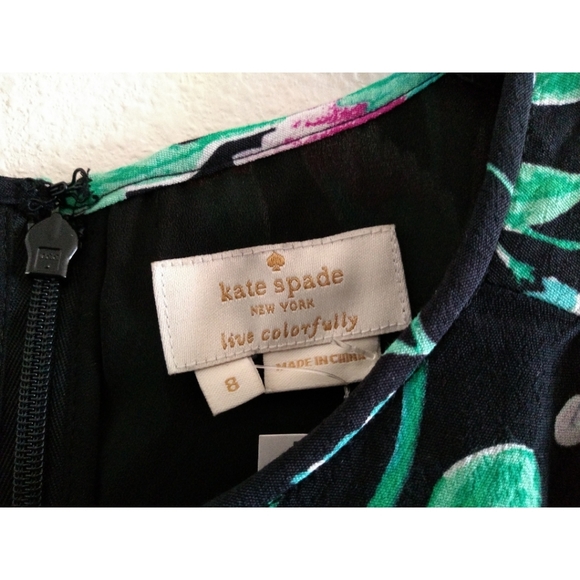 kate spade
NEW YORK
live colorfully
8
MADE IN CHINA